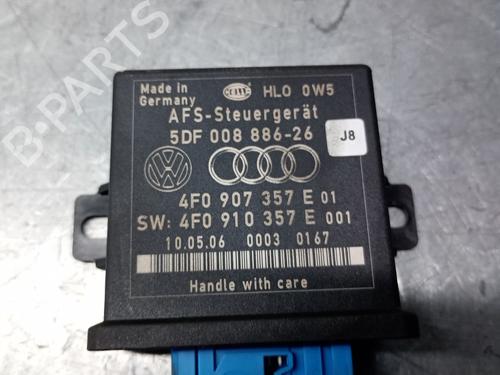 Made in
Germany
HELLA
HLO 0W5
AFS-Steuergerät
5DF 008 886-26
J8
4F0 907 357 E 01
SW: 4F0 910 357 E 001
10.05.06 0003 0167
Handle with care
B-Parts